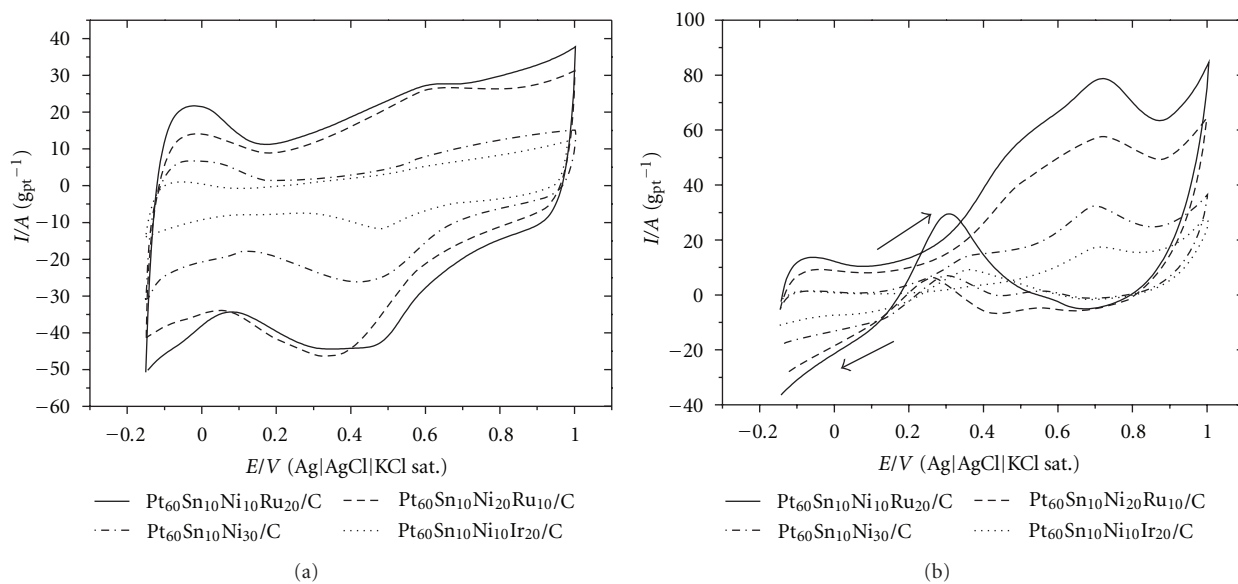 40
30
20
10
0
−10
−20
−30
−40
−50
−60
I/A (g_pt⁻¹)
−0.2 0 0.2 0.4 0.6 0.8 1
E/V (Ag|AgCl|KCl sat.)
Pt₆₀Sn₁₀Ni₁₀Ru₂₀/C Pt₆₀Sn₁₀Ni₂₀Ru₁₀/C
Pt₆₀Sn₁₀Ni₃₀/C Pt₆₀Sn₁₀Ni₁₀Ir₂₀/C
(a)
100
80
60
40
20
0
−20
−40
I/A (g_pt⁻¹)
−0.2 0 0.2 0.4 0.6 0.8 1
E/V (Ag|AgCl|KCl sat.)
Pt₆₀Sn₁₀Ni₁₀Ru₂₀/C Pt₆₀Sn₁₀Ni₂₀Ru₁₀/C
Pt₆₀Sn₁₀Ni₃₀/C Pt₆₀Sn₁₀Ni₁₀Ir₂₀/C
(b)